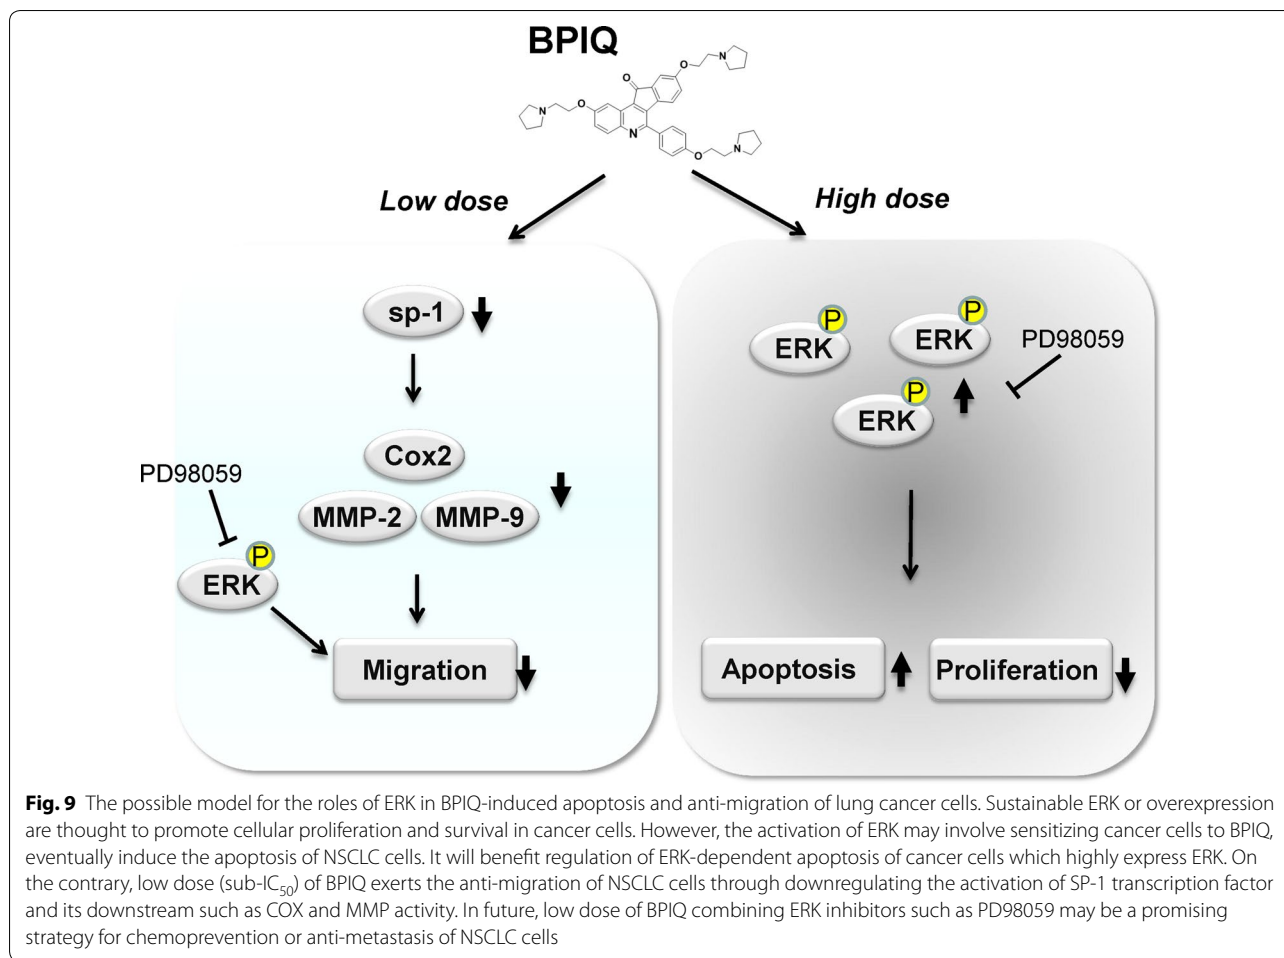 BPIQ
O
O
N
N
O
N
O
N
Low dose
High dose
sp-1
P
ERK
P
ERK
PD98059
P
ERK
Cox2
PD98059
MMP-2
MMP-9
P
ERK
Migration
Apoptosis
Proliferation
Fig. 9 The possible model for the roles of ERK in BPIQ-induced apoptosis and anti-migration of lung cancer cells. Sustainable ERK or overexpression
are thought to promote cellular proliferation and survival in cancer cells. However, the activation of ERK may involve sensitizing cancer cells to BPIQ,
eventually induce the apoptosis of NSCLC cells. It will benefit regulation of ERK-dependent apoptosis of cancer cells which highly express ERK. On
the contrary, low dose (sub-IC50) of BPIQ exerts the anti-migration of NSCLC cells through downregulating the activation of SP-1 transcription factor
and its downstream such as COX and MMP activity. In future, low dose of BPIQ combining ERK inhibitors such as PD98059 may be a promising
strategy for chemoprevention or anti-metastasis of NSCLC cells